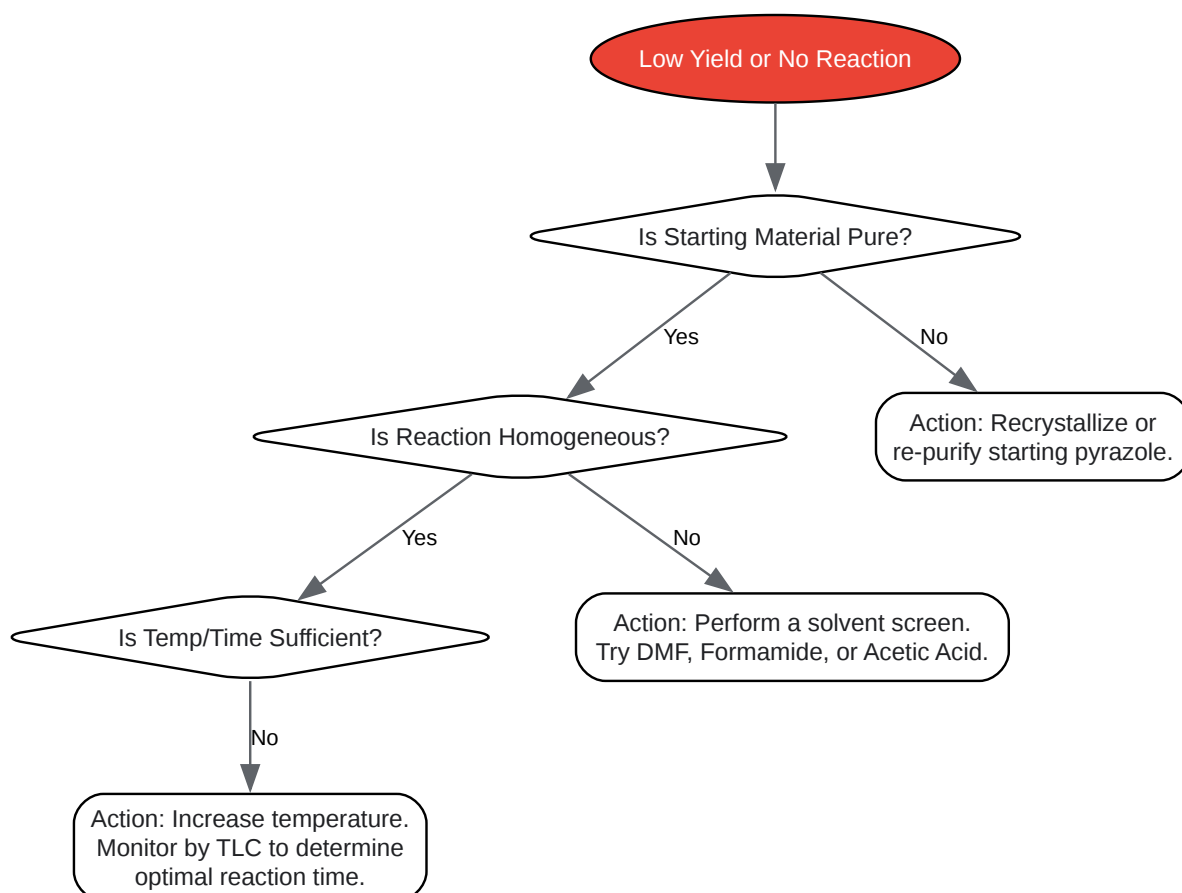 Low Yield or No Reaction
Is Starting Material Pure?
Yes
No
Is Reaction Homogeneous?
Action: Recrystallize or
re-purify starting pyrazole.
Yes
No
Is Temp/Time Sufficient?
Action: Perform a solvent screen.
Try DMF, Formamide, or Acetic Acid.
No
Action: Increase temperature.
Monitor by TLC to determine
optimal reaction time.